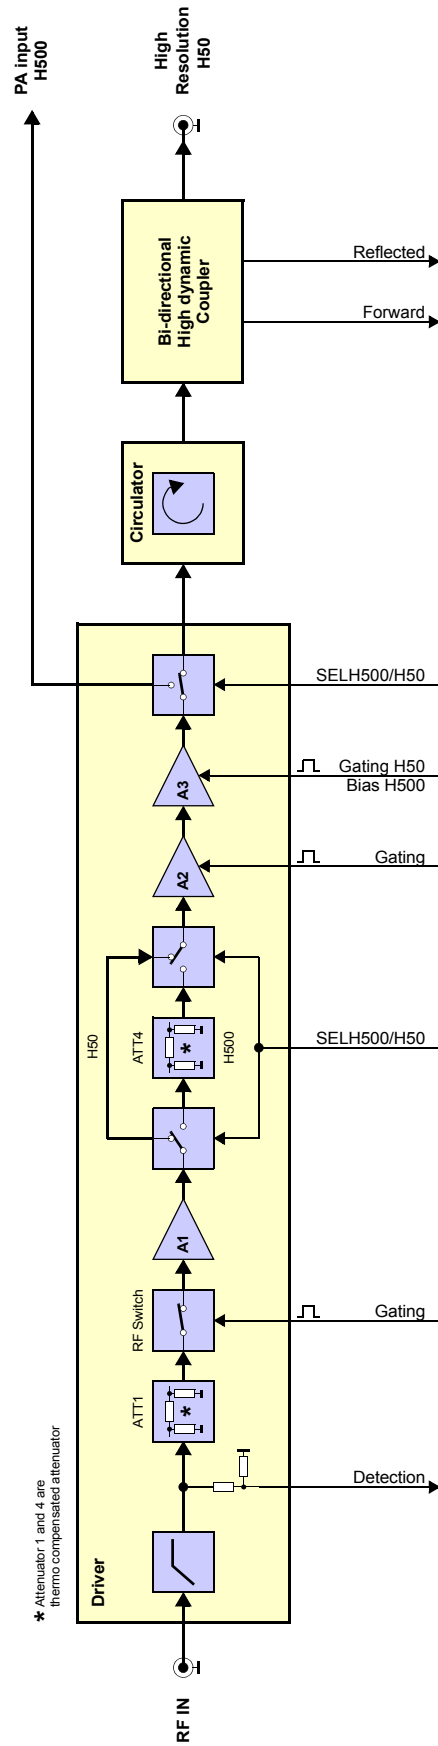 PA input
H500
High
Resolution
H50
Bi-directional
High dynamic
Coupler
Reflected
Forward
Circulator
SELH500/H50
A3
Gating H50
Bias H500
A2
Gating
H50
ATT4
*
H500
SELH500/H50
A1
RF Switch
Gating
ATT1
*
* Attenuator 1 and 4 are
thermo compensated attenuator
Detection
Driver
RF IN